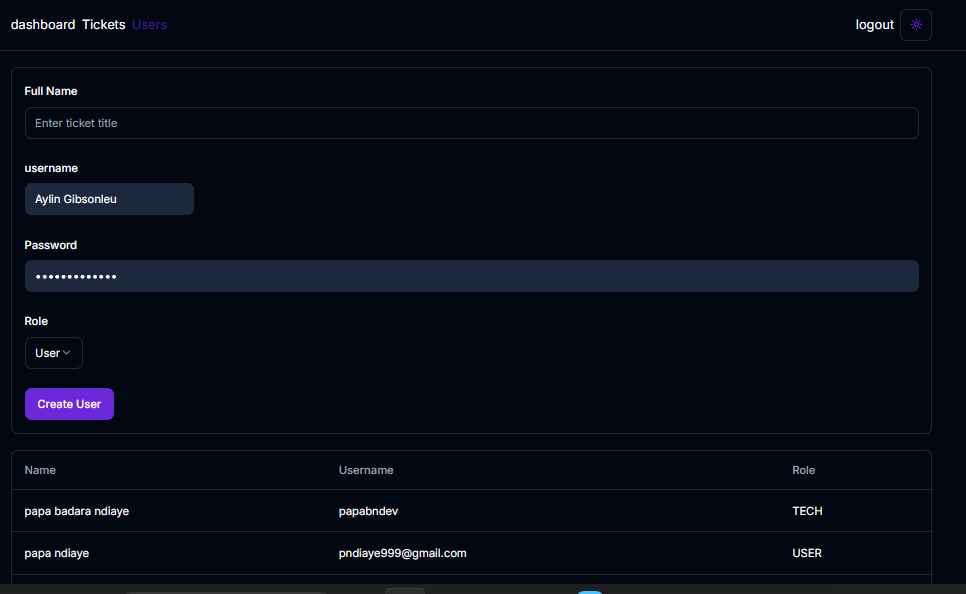 dashboard Tickets Users logout
Full Name
Enter ticket title
username
Aylin Gibsonleu
Password
•••••••••••••
Role
User
Create User
Name Username Role
papa badara ndiaye papabndev TECH
papa ndiaye pndiaye999@gmail.com USER